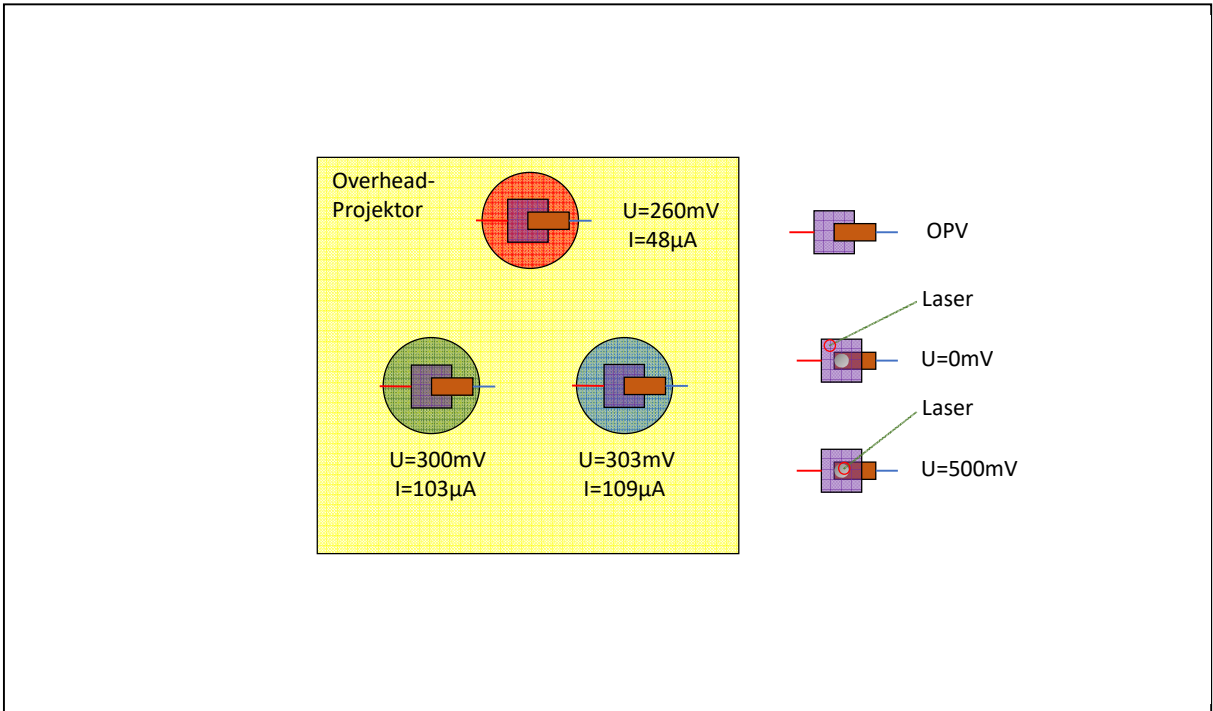 Overhead-
Projektor
U=260mV
I=48µA
U=300mV
I=103µA
U=303mV
I=109µA
OPV
Laser
U=0mV
Laser
U=500mV